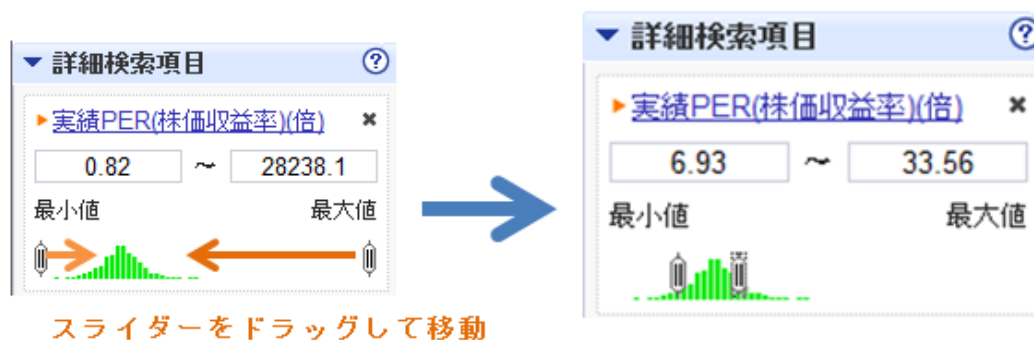 ▼ 詳細検索項目 ?
▶実績PER(株価収益率)(倍) ✖
0.82 ～ 28238.1
最小値 最大値
スライダーをドラッグして移動
▼ 詳細検索項目 ?
▶実績PER(株価収益率)(倍) ✖
6.93 ～ 33.56
最小値 最大値